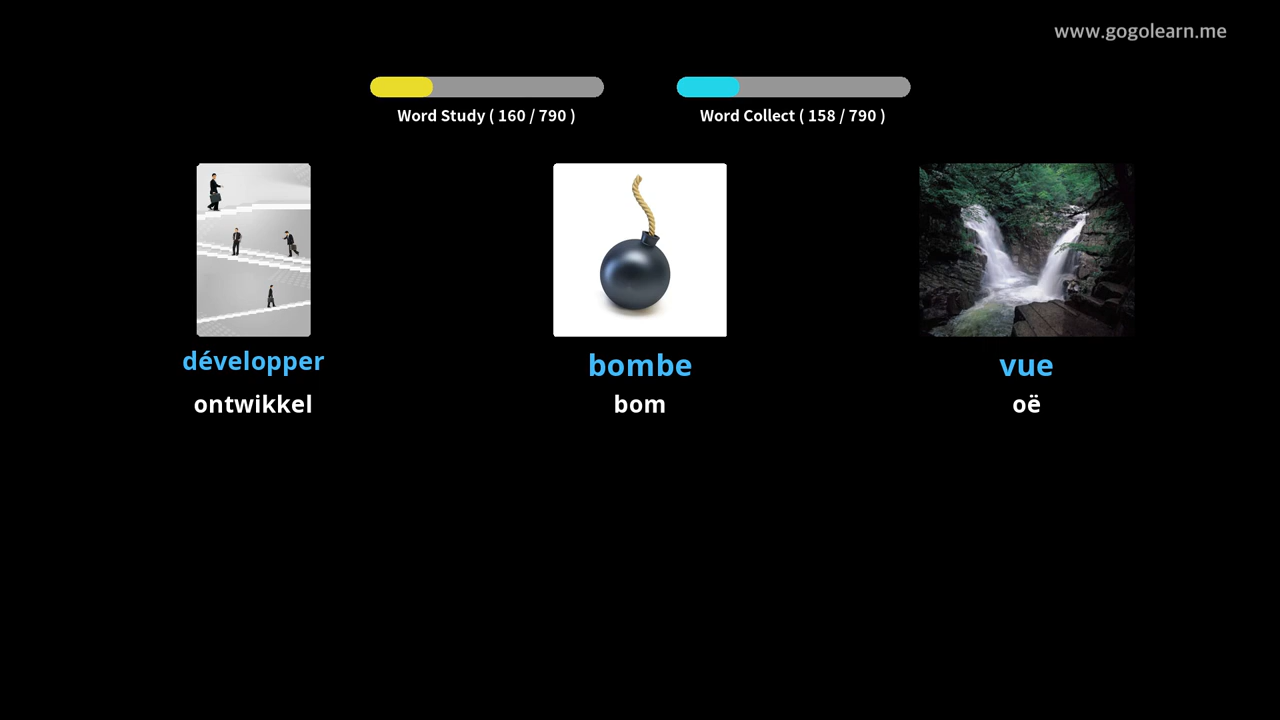 www.gogolearn.me
Word Study ( 160 / 790 )
Word Collect ( 158 / 790 )
développer
bombe
vue
ontwikkel
bom
oë